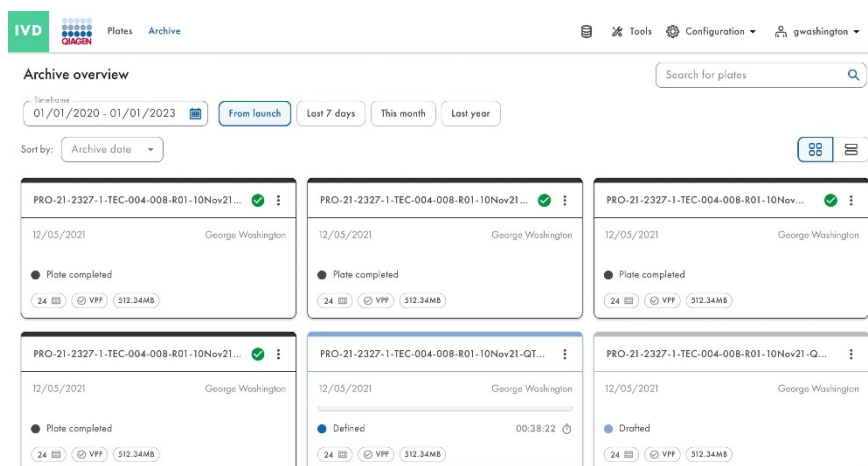 IVD QIAGEN Plates Archive Tools Configuration gwashington
Archive overview
Search for plates
Timeframe
01/01/2020 - 01/01/2023 From launch Last 7 days This month Last year
Sort by: Archive date
PRO-21-2327-1-TEC-004-008-R01-10Nov21... PRO-21-2327-1-TEC-004-008-R01-10Nov21... PRO-21-2327-1-TEC-004-008-R01-10Nov...
12/05/2021 George Washington 12/05/2021 George Washington 12/05/2021 George Washington
Plate completed Plate completed Plate completed
24 VPF 512.34MB 24 VPF 512.34MB 24 VPF 512.34MB
PRO-21-2327-1-TEC-004-008-R01-10Nov21... PRO-21-2327-1-TEC-004-008-R01-10Nov21-QT... PRO-21-2327-1-TEC-004-008-R01-10Nov21-Q...
12/05/2021 George Washington 12/05/2021 George Washington 12/05/2021 George Washington
Plate completed Defined 00:38:22 Drafted
24 VPF 512.34MB 24 VPF 512.34MB 24 VPF 512.34MB